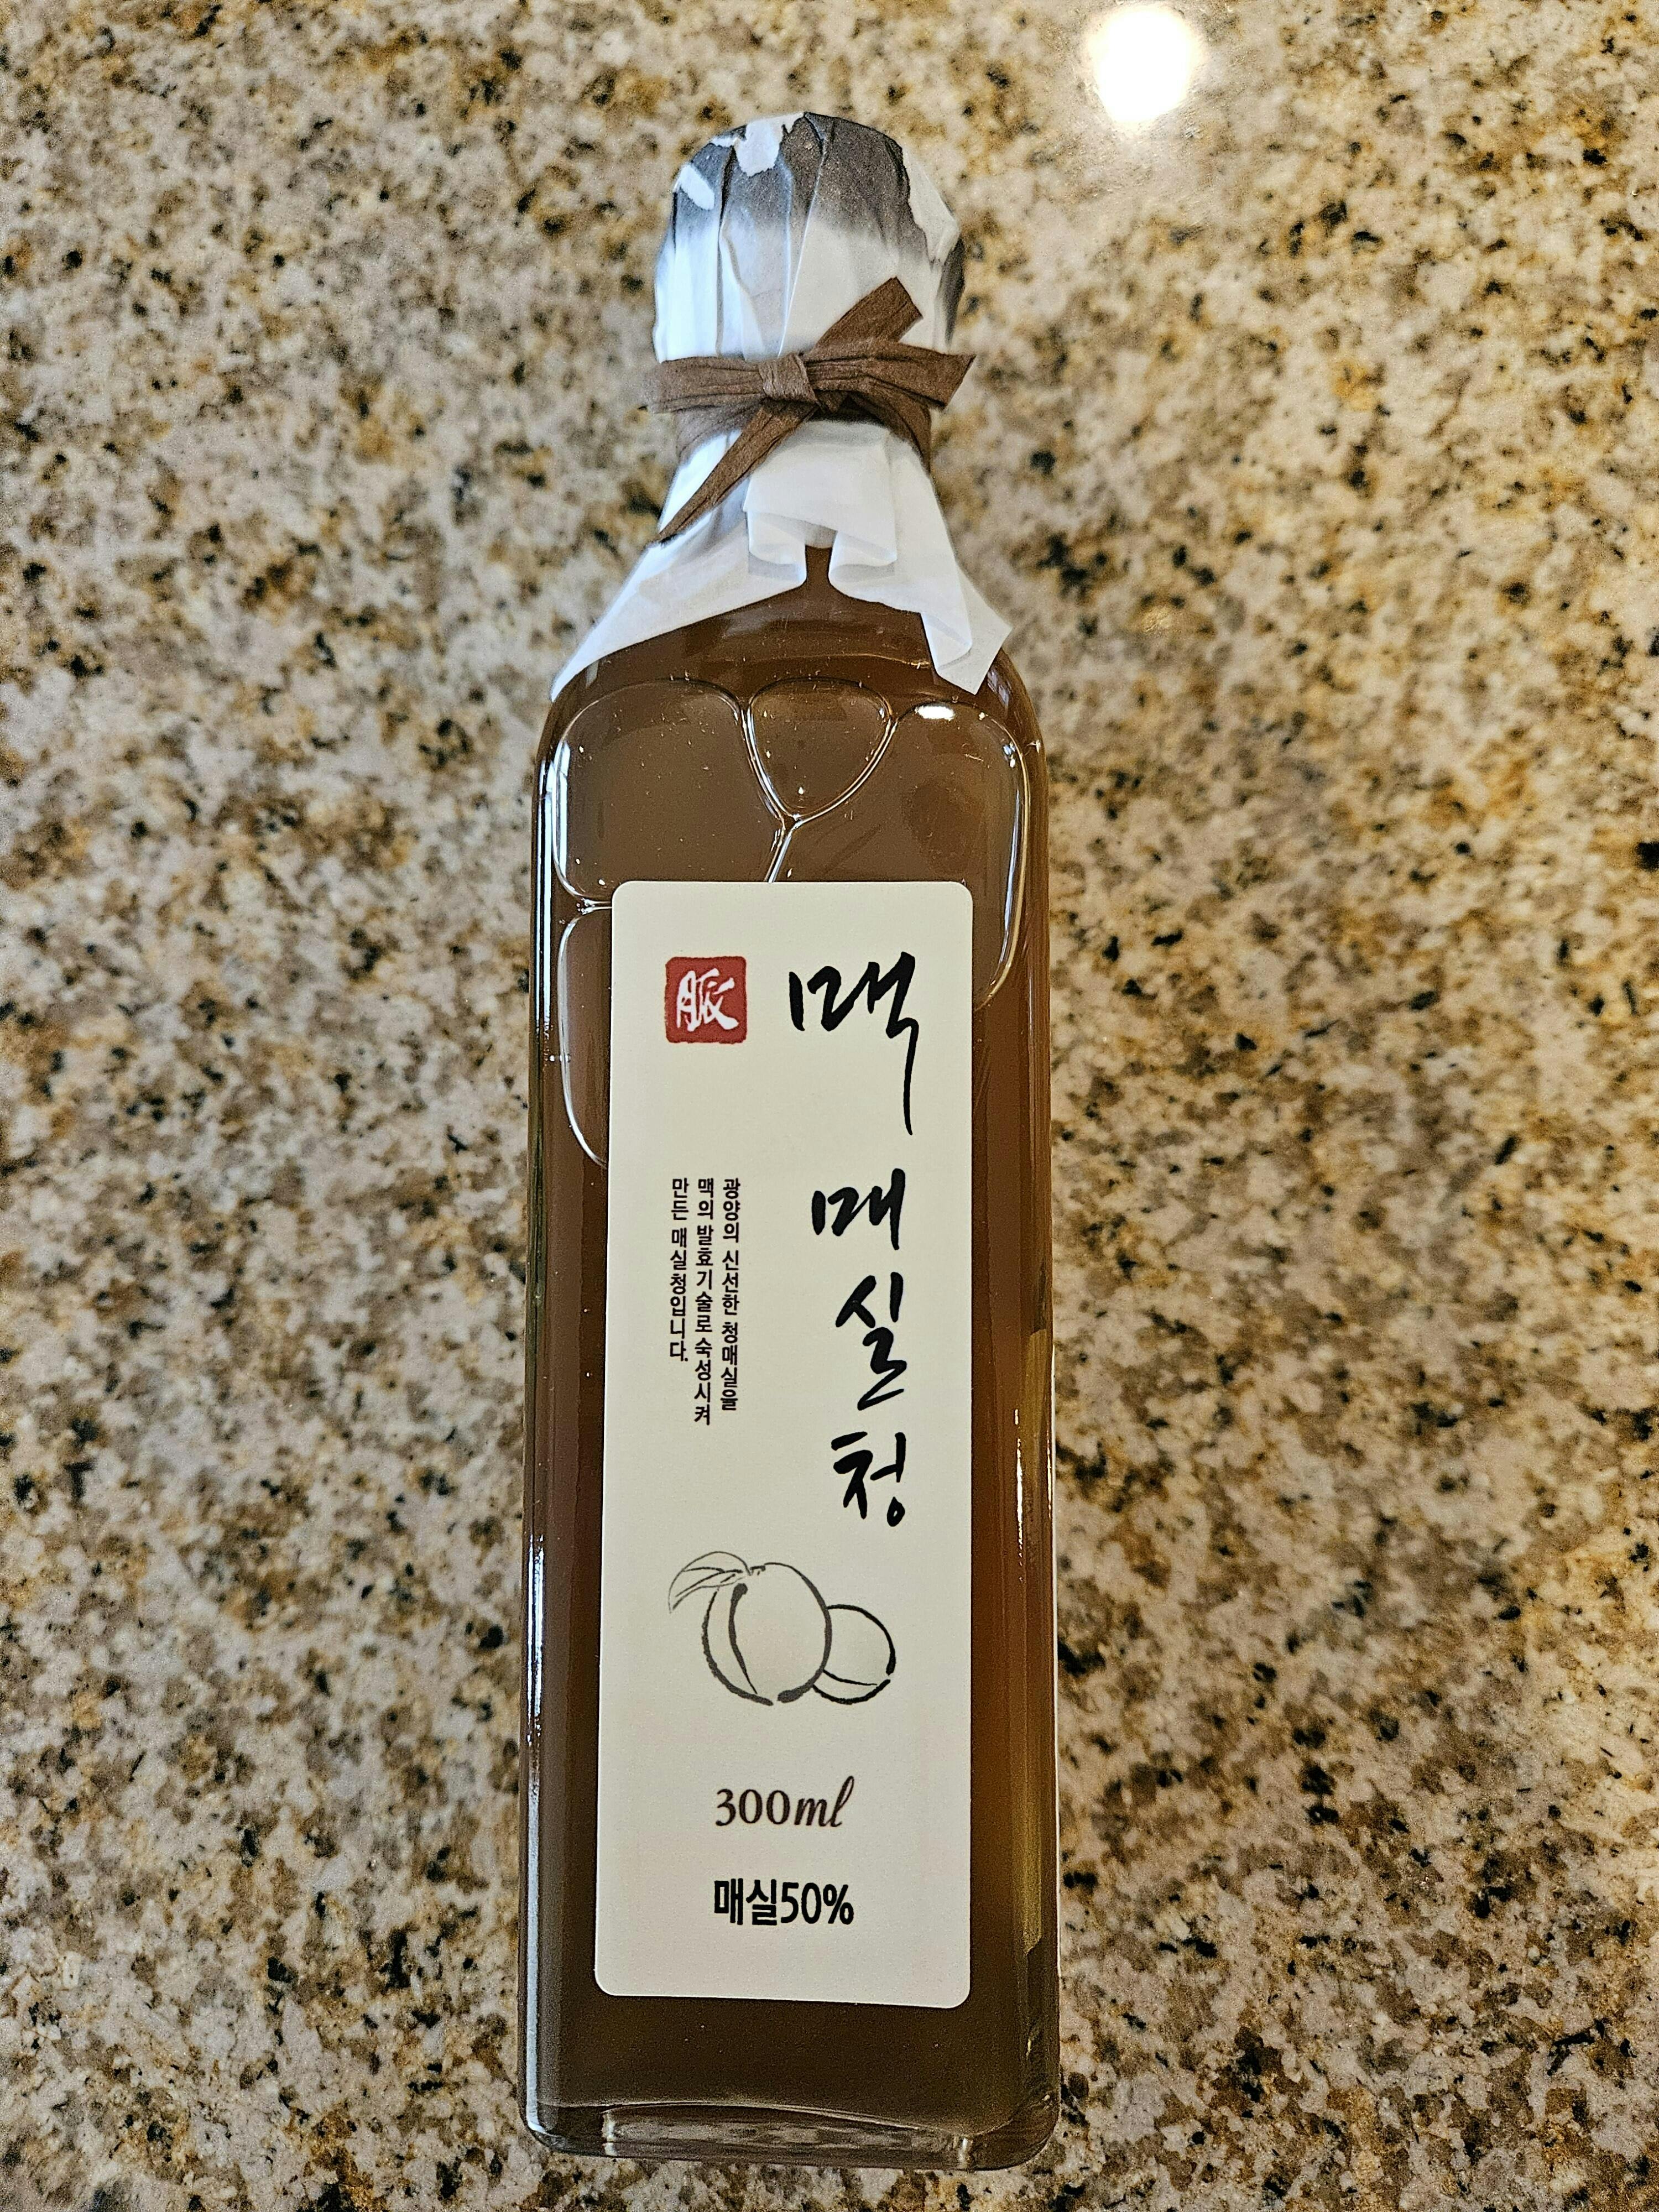 맥 매실청
脈
광양의 신선한 청매실을
맥의 발효기술로 숙성시켜
만든 매실청입니다.
300ml
매실50%